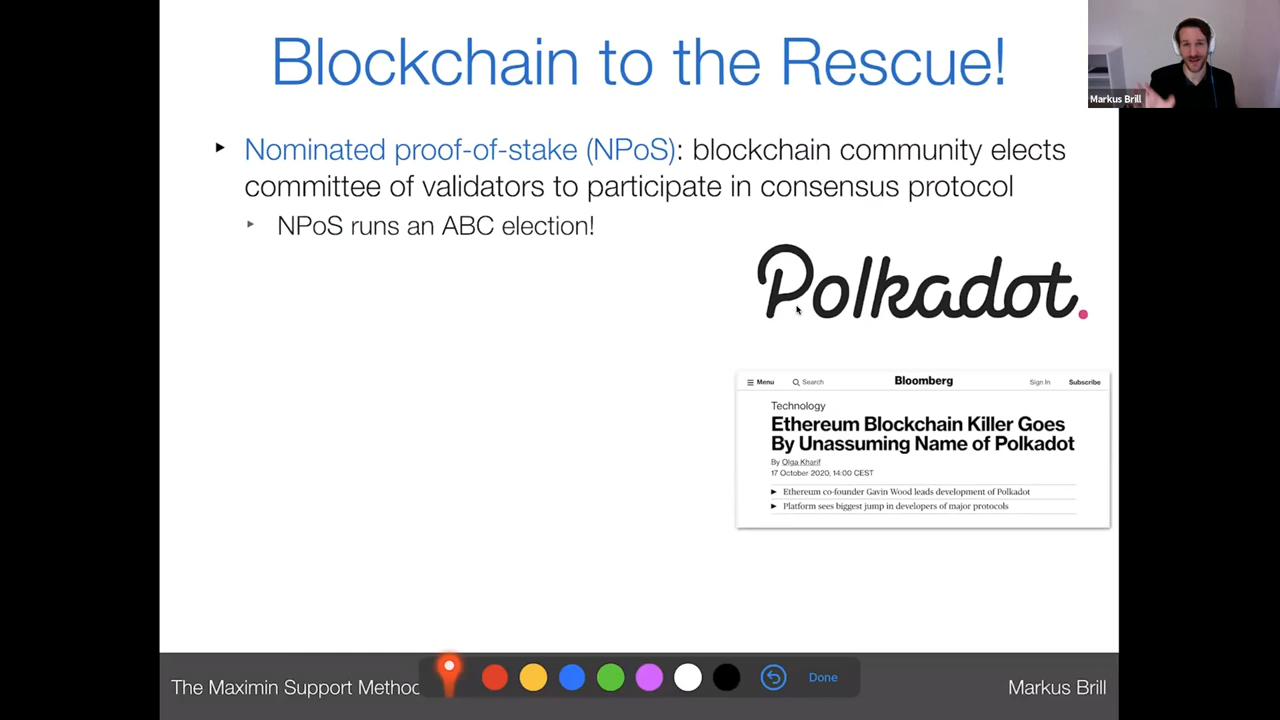 Blockchain to the Rescue!
Markus Brill
Nominated proof-of-stake (NPoS): blockchain community elects
committee of validators to participate in consensus protocol
NPoS runs an ABC election!
Polkadot.
Menu Search Bloomberg Sign In Subscribe
Technology
Ethereum Blockchain Killer Goes
By Unassuming Name of Polkadot
By Olga Kharif
17 October 2020, 14:00 CEST
Ethereum co-founder Gavin Wood leads development of Polkadot
Platform sees biggest jump in developers of major protocols
The Maximin Support Method Done Markus Brill